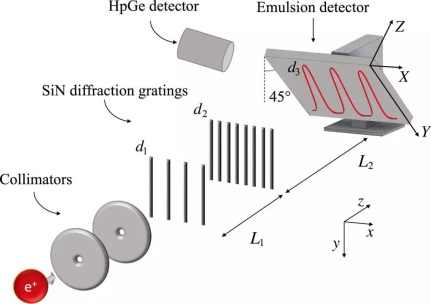 HpGe detector
Emulsion detector
Z
d₃
X
45°
Y
SiN diffraction gratings
d₂
d₁
L₂
Collimators
L₁
z
x
y
e⁺